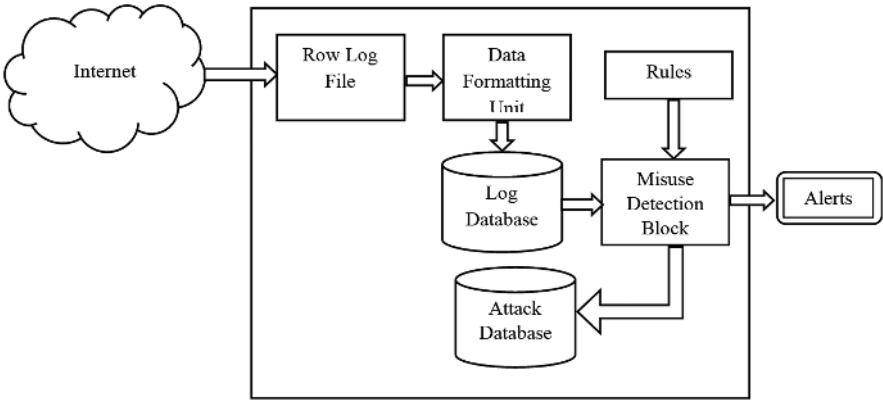 Internet
Row Log
File
Data
Formatting
Unit
Rules
Log
Database
Misuse
Detection
Block
Alerts
Attack
Database